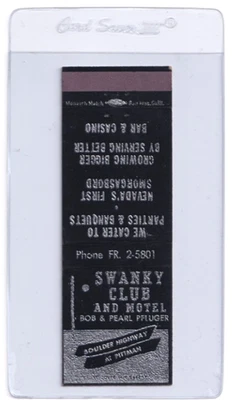 Card Saver III
BAR & CASINO
BY SERVING BETTER
GROWING BIGGER
•
SMORGASBORD
NEVADA'S FIRST
•
PARTIES & BANQUETS
WE CATER TO
Phone FR. 2-5801
SWANKY
CLUB
AND MOTEL
BOB & PEARL PFLUGER
BOULDER HIGHWAY
AT PITTMAN